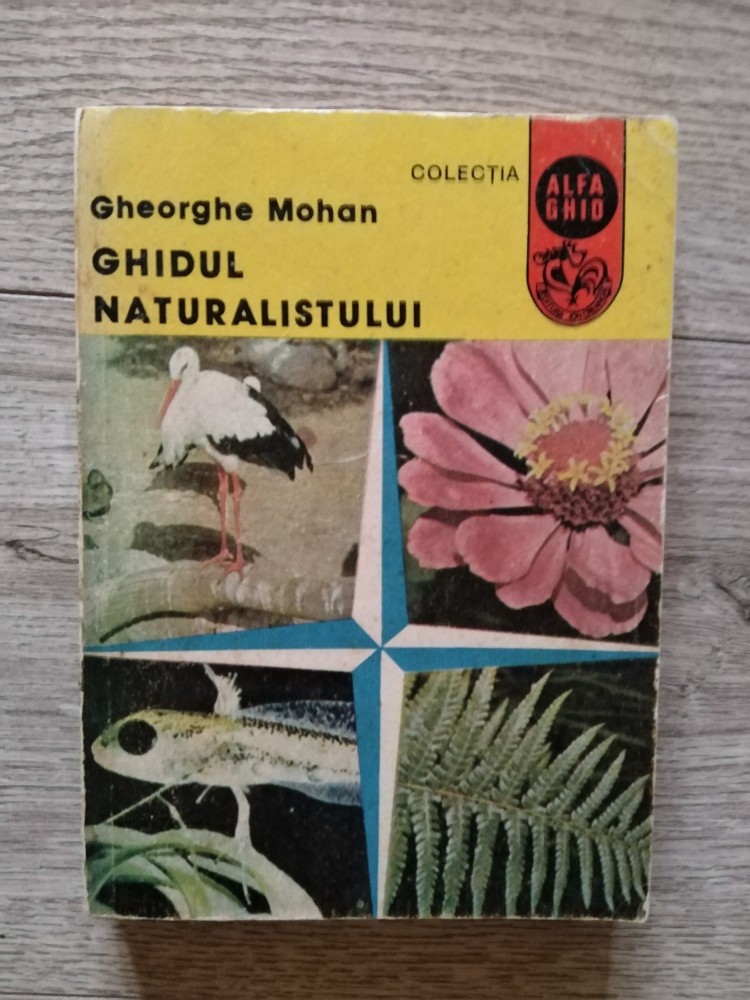 COLECȚIA
ALFA
GHID
Gheorghe Mohan
GHIDUL
NATURALISTULUI